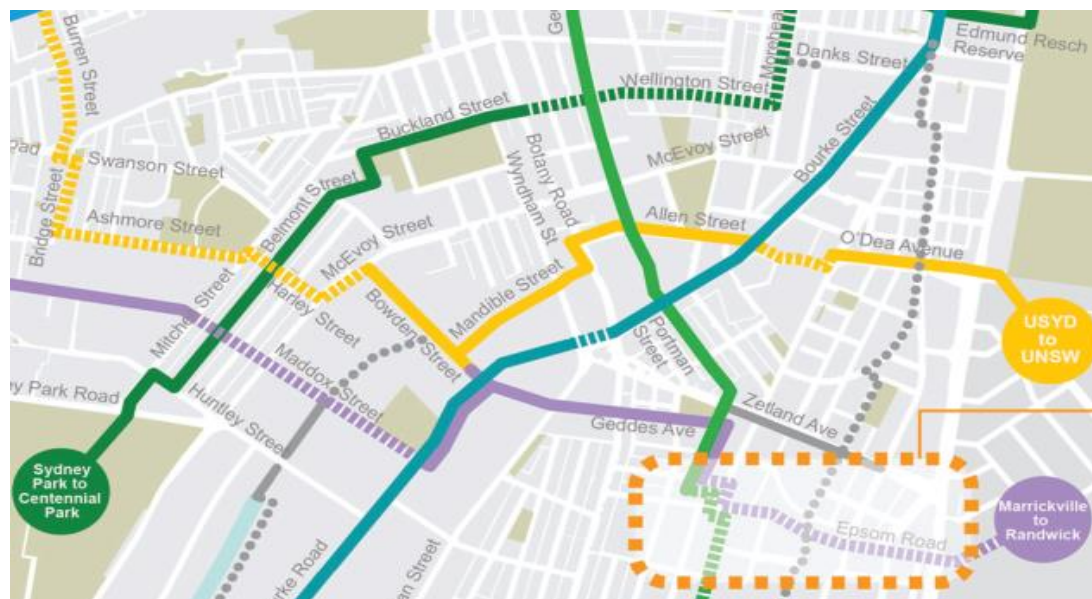 Burren Street
Edmund Resch
Reserve
Danks Street
Wellington Street
Buckland Street
Bourke Street
McEvoy Street
Swanson Street
Botany Road
Wyndham St
Bridge Street
Ashmore Street
Belmont Street
Allen Street
O'Dea Avenue
McEvoy Street
Mandible Street
Harley Street
Bowden Street
Mitchell Street
Portman
Street
USYD
to
UNSW
Maddox Street
Park Road
Huntley Street
Zetland Ave
Geddes Ave
Sydney
Park to
Centennial
Park
Marrickville
to
Randwick
Epsom Road
Street
Road